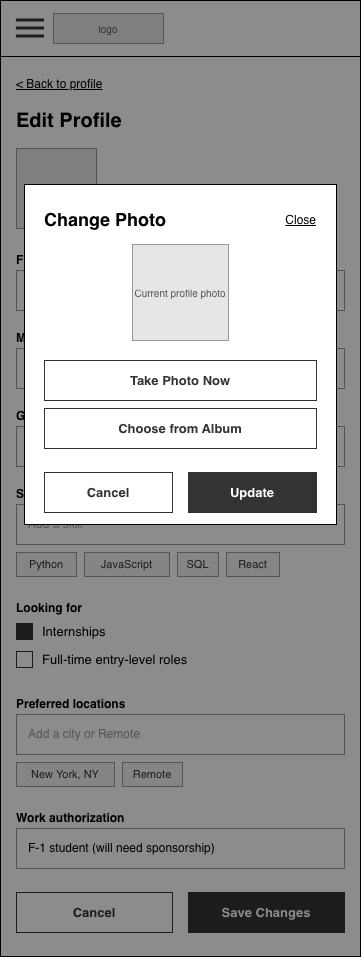 logo
< Back to profile
Edit Profile
Change Photo
Close
Current profile photo
Take Photo Now
Choose from Album
Cancel
Update
F
M
G
S
Add a skill
Python
JavaScript
SQL
React
Looking for
Internships
Full-time entry-level roles
Preferred locations
Add a city or Remote
New York, NY
Remote
Work authorization
F-1 student (will need sponsorship)
Cancel
Save Changes